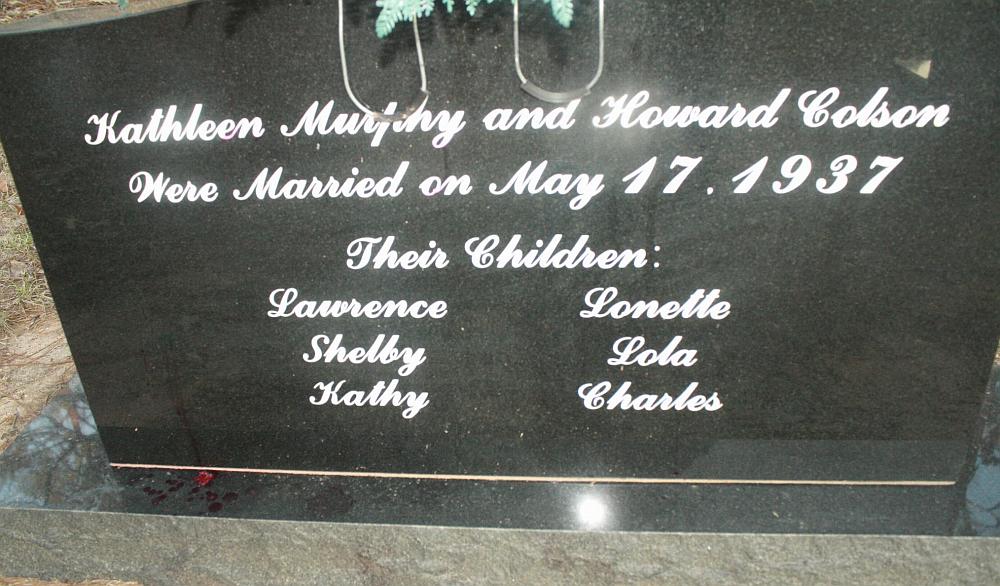 Kathleen Murphy and Howard Colson
Were Married on May 17, 1937
Their Children:
Lawrence Lonette
Shelby Lola
Kathy Charles